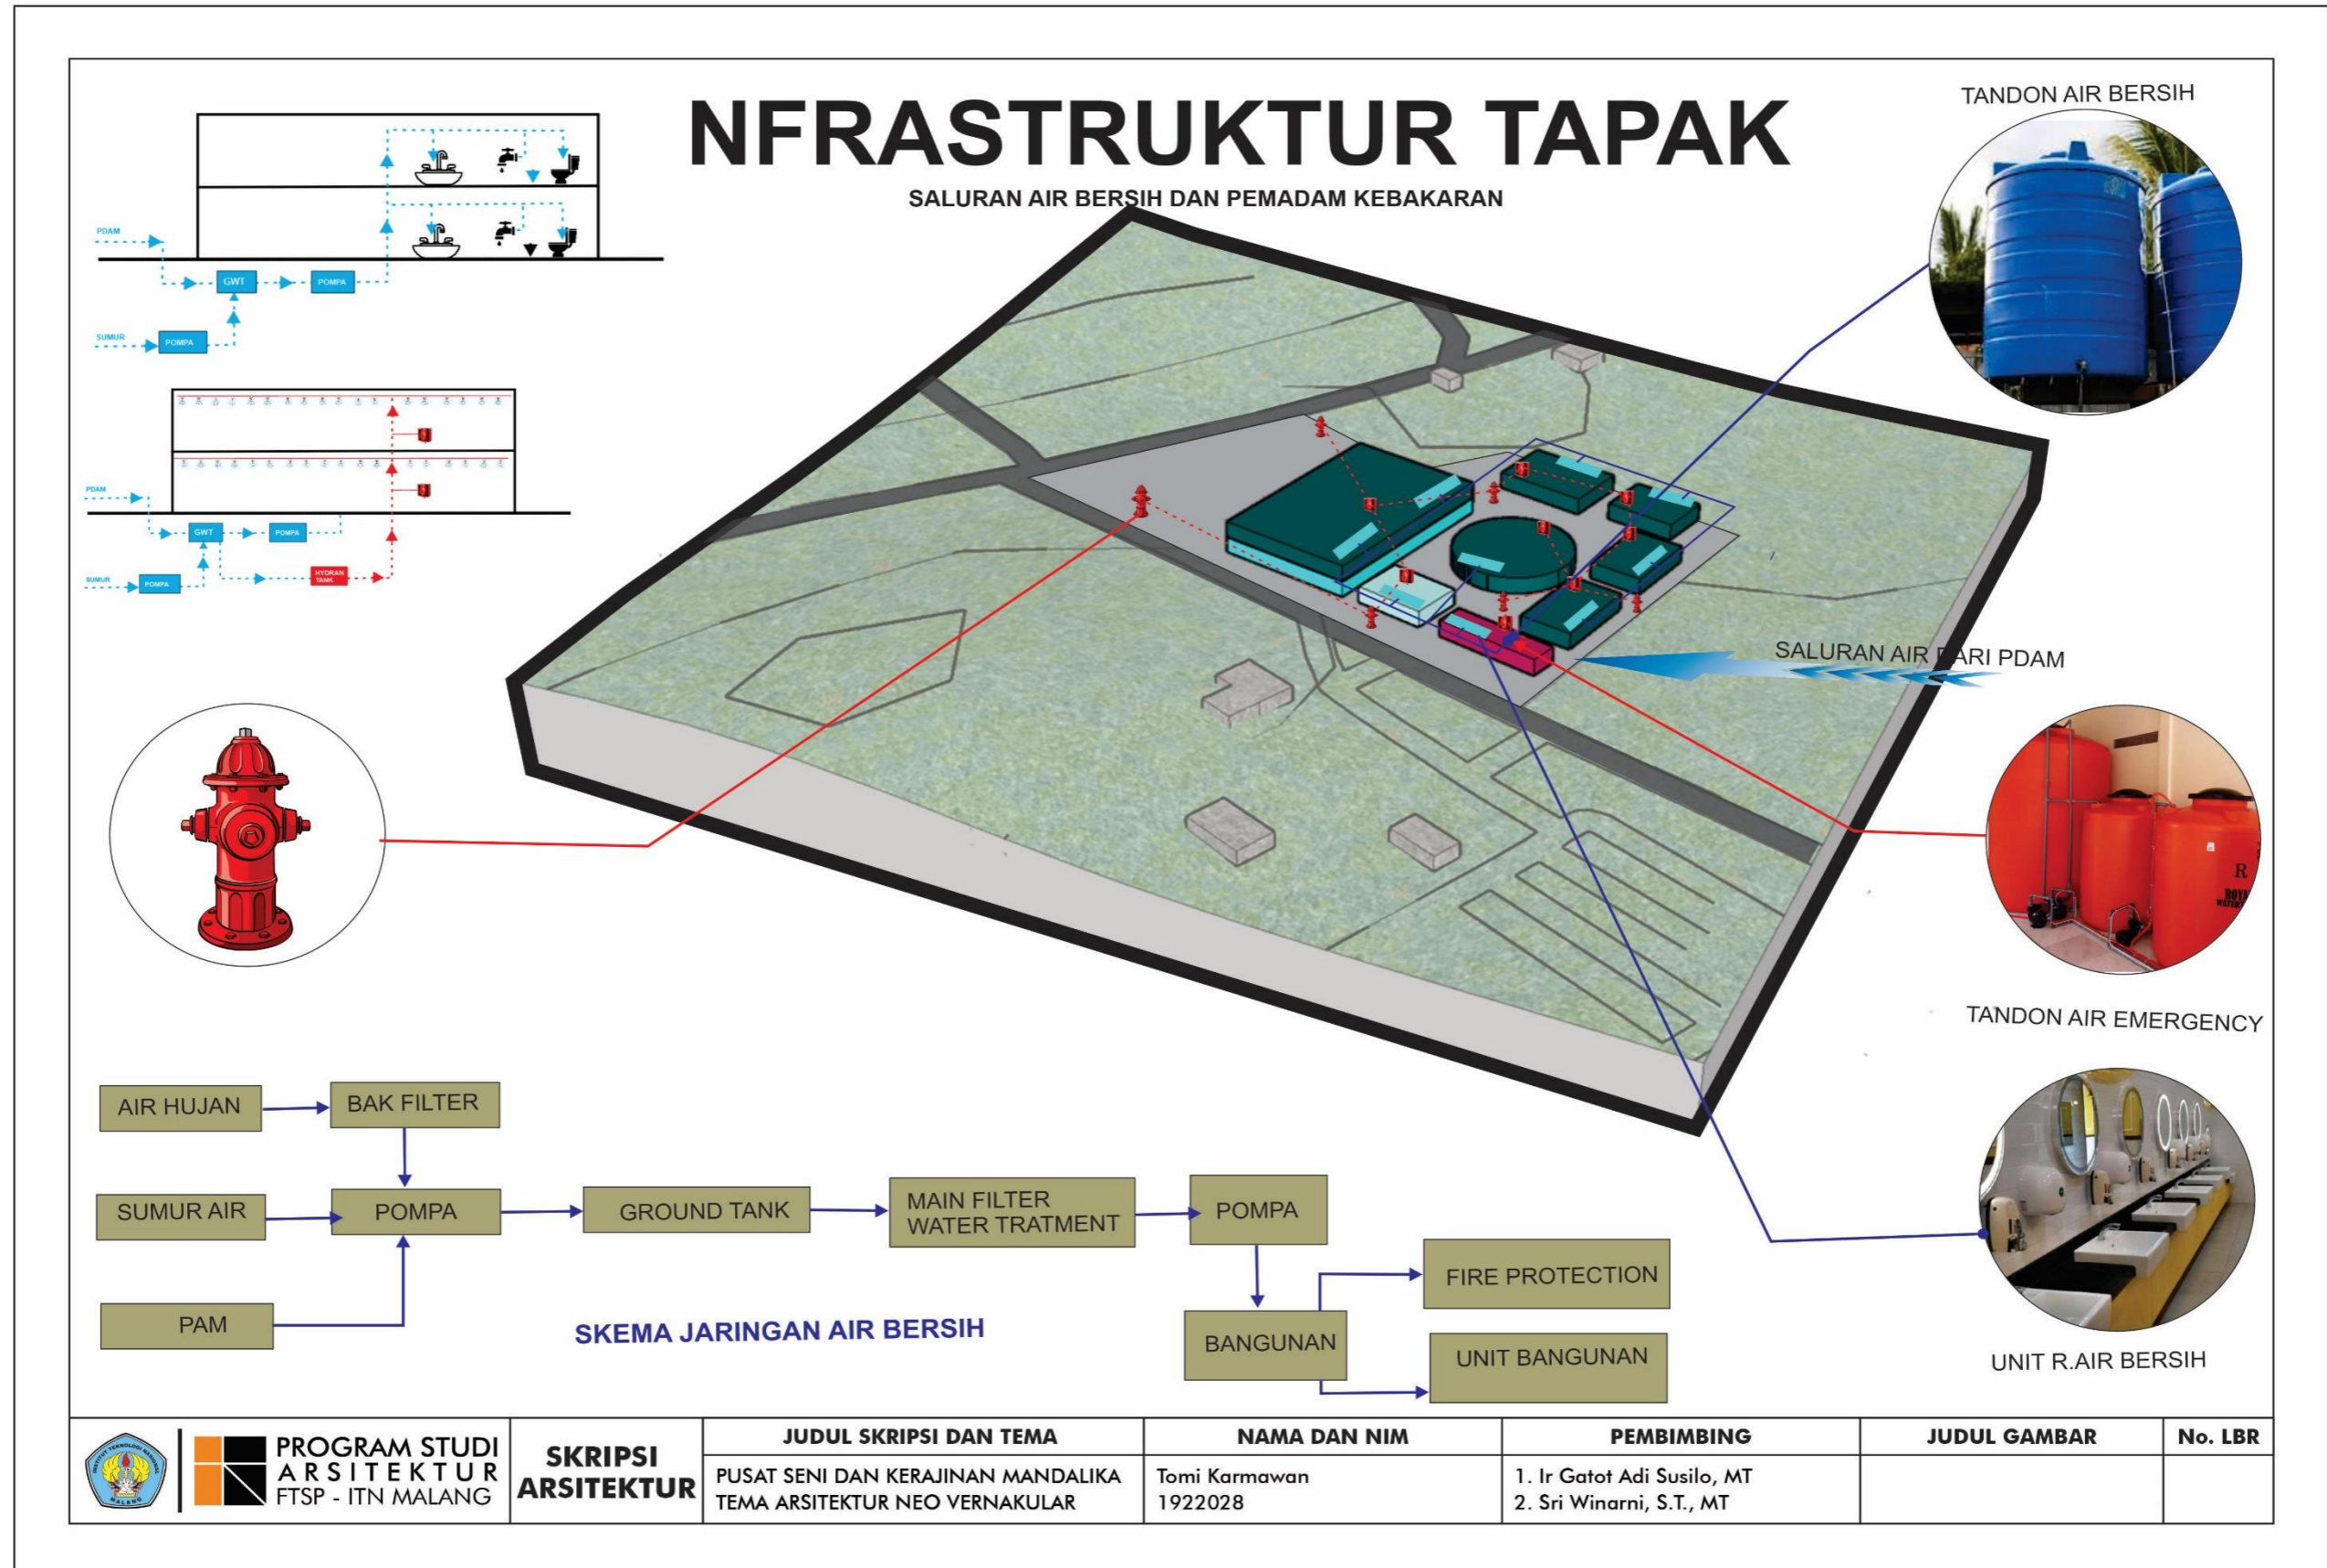 NFRASTRUKTUR TAPAK
SALURAN AIR BERSIH DAN PEMADAM KEBAKARAN
TANDON AIR BERSIH
PDAM
GWT
POMPA
SUMUR
POMPA
PDAM
GWT
POMPA
SUMUR
POMPA
HYDRAN
TANK
SALURAN AIR DARI PDAM
R
TANDON AIR EMERGENCY
UNIT R.AIR BERSIH
AIR HUJAN
BAK FILTER
SUMUR AIR
POMPA
GROUND TANK
MAIN FILTER
WATER TRATMENT
POMPA
PAM
SKEMA JARINGAN AIR BERSIH
BANGUNAN
FIRE PROTECTION
UNIT BANGUNAN
INSTITUT TEKNOLOGI NASIONAL
MALANG
PROGRAM STUDI
ARSITEKTUR
FTSP - ITN MALANG
SKRIPSI
ARSITEKTUR
JUDUL SKRIPSI DAN TEMA
PUSAT SENI DAN KERAJINAN MANDALIKA
TEMA ARSITEKTUR NEO VERNAKULAR
NAMA DAN NIM
Tomi Karmawan
1922028
PEMBIMBING
1. Ir Gatot Adi Susilo, MT
2. Sri Winarni, S.T., MT
JUDUL GAMBAR
No. LBR